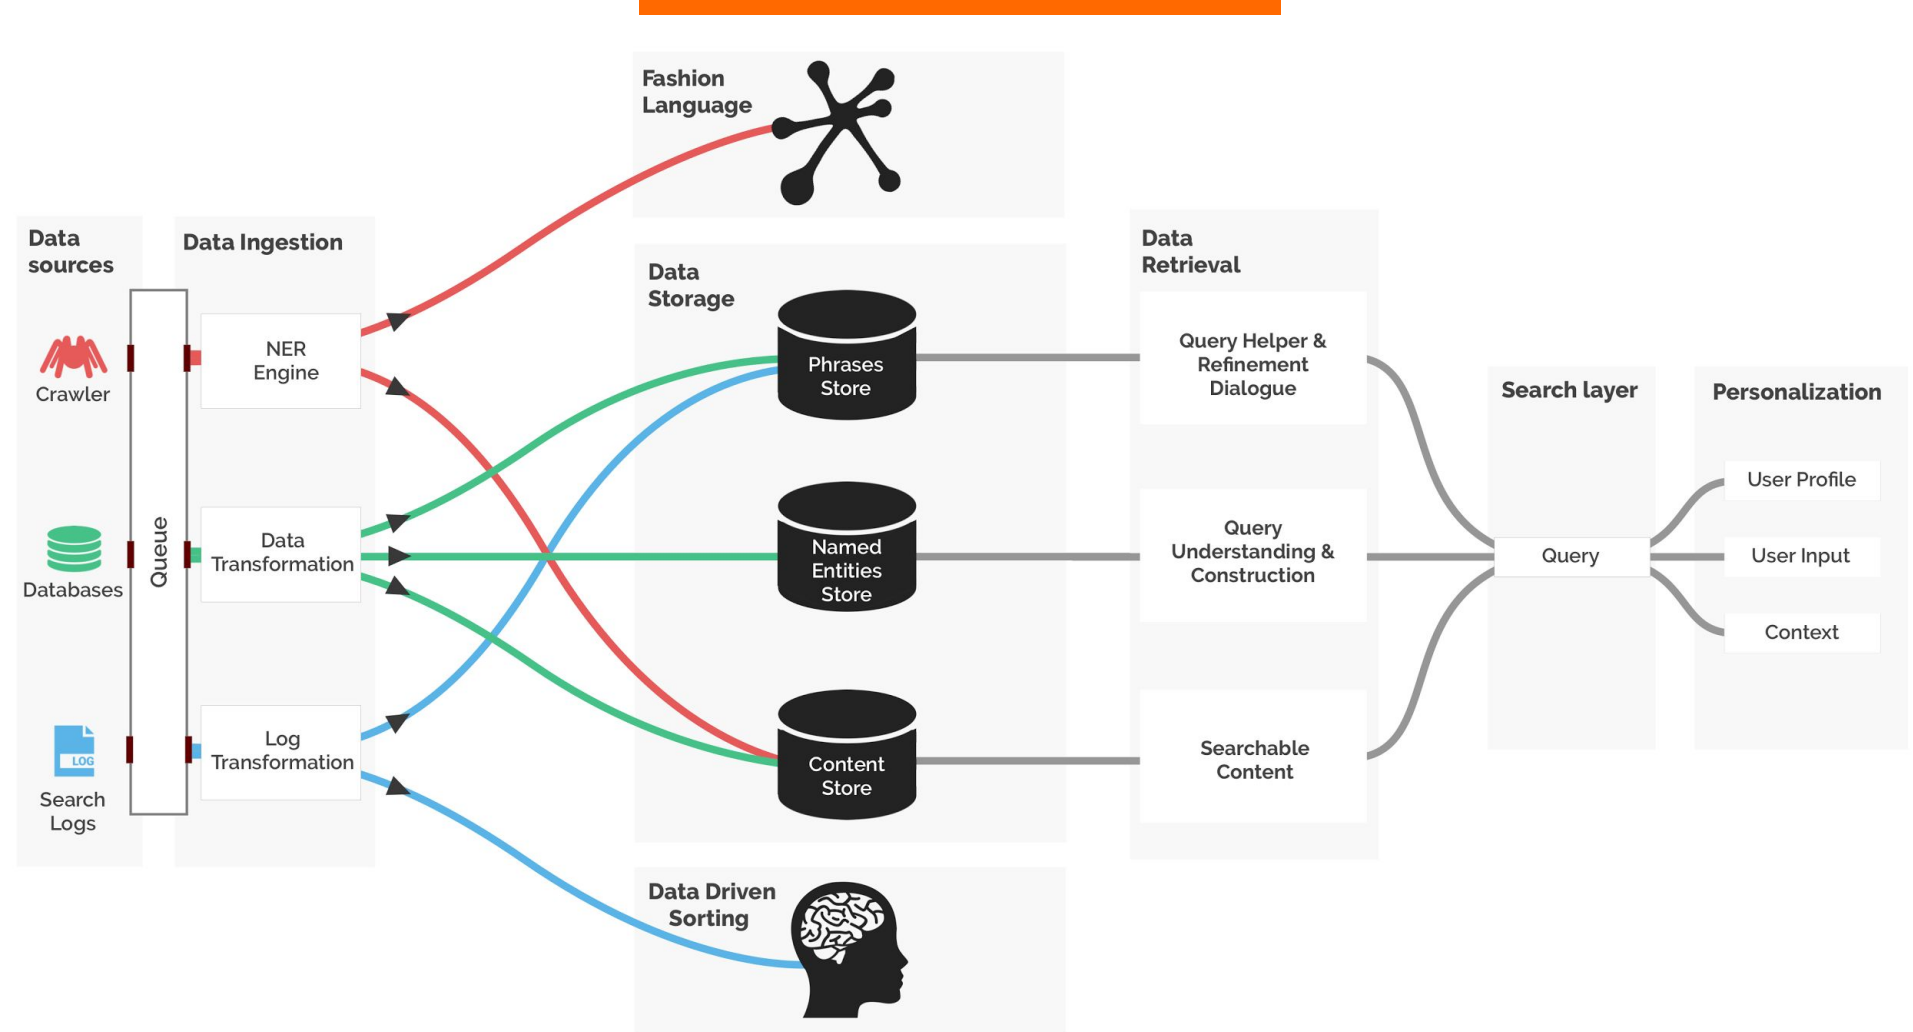 Fashion
Language
Data
sources
Data Ingestion
Data
Storage
Data
Retrieval
Search layer
Personalization
Crawler
Databases
Search
Logs
Queue
NER
Engine
Data
Transformation
Log
Transformation
LOG
Phrases
Store
Named
Entities
Store
Content
Store
Query Helper &
Refinement
Dialogue
Query
Understanding &
Construction
Searchable
Content
Query
User Profile
User Input
Context
Data Driven
Sorting